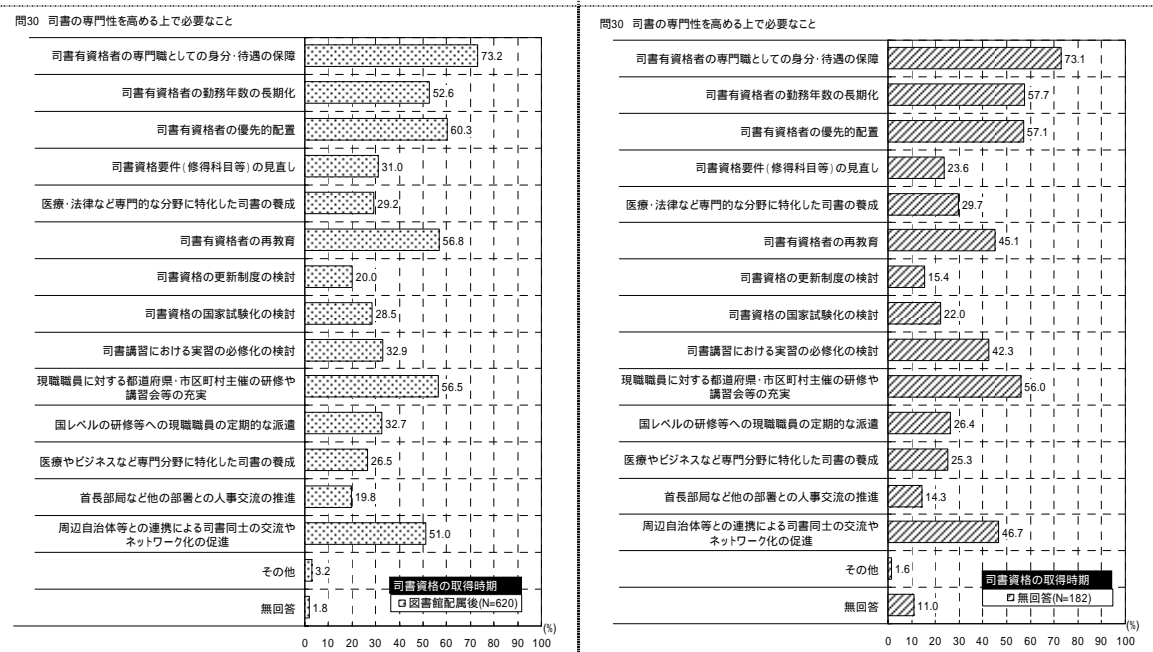 問30 司書の専門性を高める上で必要なこと
司書有資格者の専門職としての身分・待遇の保障
73.2
司書有資格者の勤務年数の長期化
52.6
司書有資格者の優先的配置
60.3
司書資格要件(修得科目等)の見直し
31.0
医療・法律など専門的な分野に特化した司書の養成
29.2
司書有資格者の再教育
56.8
司書資格の更新制度の検討
20.0
司書資格の国家試験化の検討
28.5
司書講習における実習の必修化の検討
32.9
現職職員に対する都道府県・市区町村主催の研修や
講習会等の充実
56.5
国レベルの研修等への現職職員の定期的な派遣
32.7
医療やビジネスなど専門分野に特化した司書の養成
26.5
首長部局など他の部署との人事交流の推進
19.8
周辺自治体等との連携による司書同士の交流や
ネットワーク化の促進
51.0
その他
3.2
無回答
1.8
司書資格の取得時期
図書館配属後(N=620)
(%)
0 10 20 30 40 50 60 70 80 90 100
問30 司書の専門性を高める上で必要なこと
司書有資格者の専門職としての身分・待遇の保障
73.1
司書有資格者の勤務年数の長期化
57.7
司書有資格者の優先的配置
57.1
司書資格要件(修得科目等)の見直し
23.6
医療・法律など専門的な分野に特化した司書の養成
29.7
司書有資格者の再教育
45.1
司書資格の更新制度の検討
15.4
司書資格の国家試験化の検討
22.0
司書講習における実習の必修化の検討
42.3
現職職員に対する都道府県・市区町村主催の研修や
講習会等の充実
56.0
国レベルの研修等への現職職員の定期的な派遣
26.4
医療やビジネスなど専門分野に特化した司書の養成
25.3
首長部局など他の部署との人事交流の推進
14.3
周辺自治体等との連携による司書同士の交流や
ネットワーク化の促進
46.7
その他
1.6
無回答
11.0
司書資格の取得時期
無回答(N=182)
(%)
0 10 20 30 40 50 60 70 80 90 100